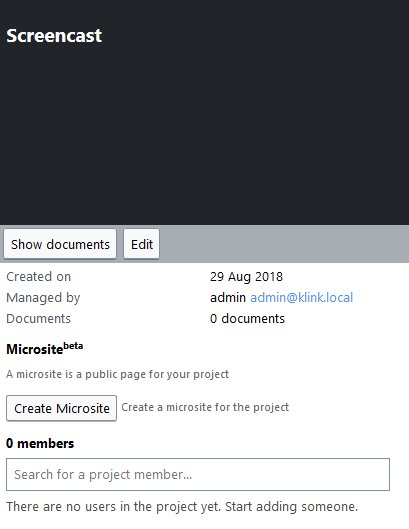 Screencast
Show documents Edit
Created on 29 Aug 2018
Managed by admin admin@klink.local
Documents 0 documents
Microsite beta
A microsite is a public page for your project
Create Microsite Create a microsite for the project
0 members
Search for a project member...
There are no users in the project yet. Start adding someone.